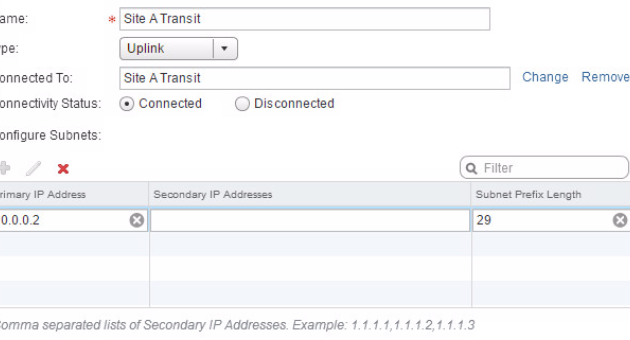 ame: * Site A Transit
ype: Uplink
onnected To: Site A Transit Change Remove
onnectivity Status: Connected Disconnected
onfigure Subnets:
Filter
rimary IP Address Secondary IP Addresses Subnet Prefix Length
0.0.0.2 29
omma separated lists of Secondary IP Addresses. Example: 1.1.1.1,1.1.1.2,1.1.1.3